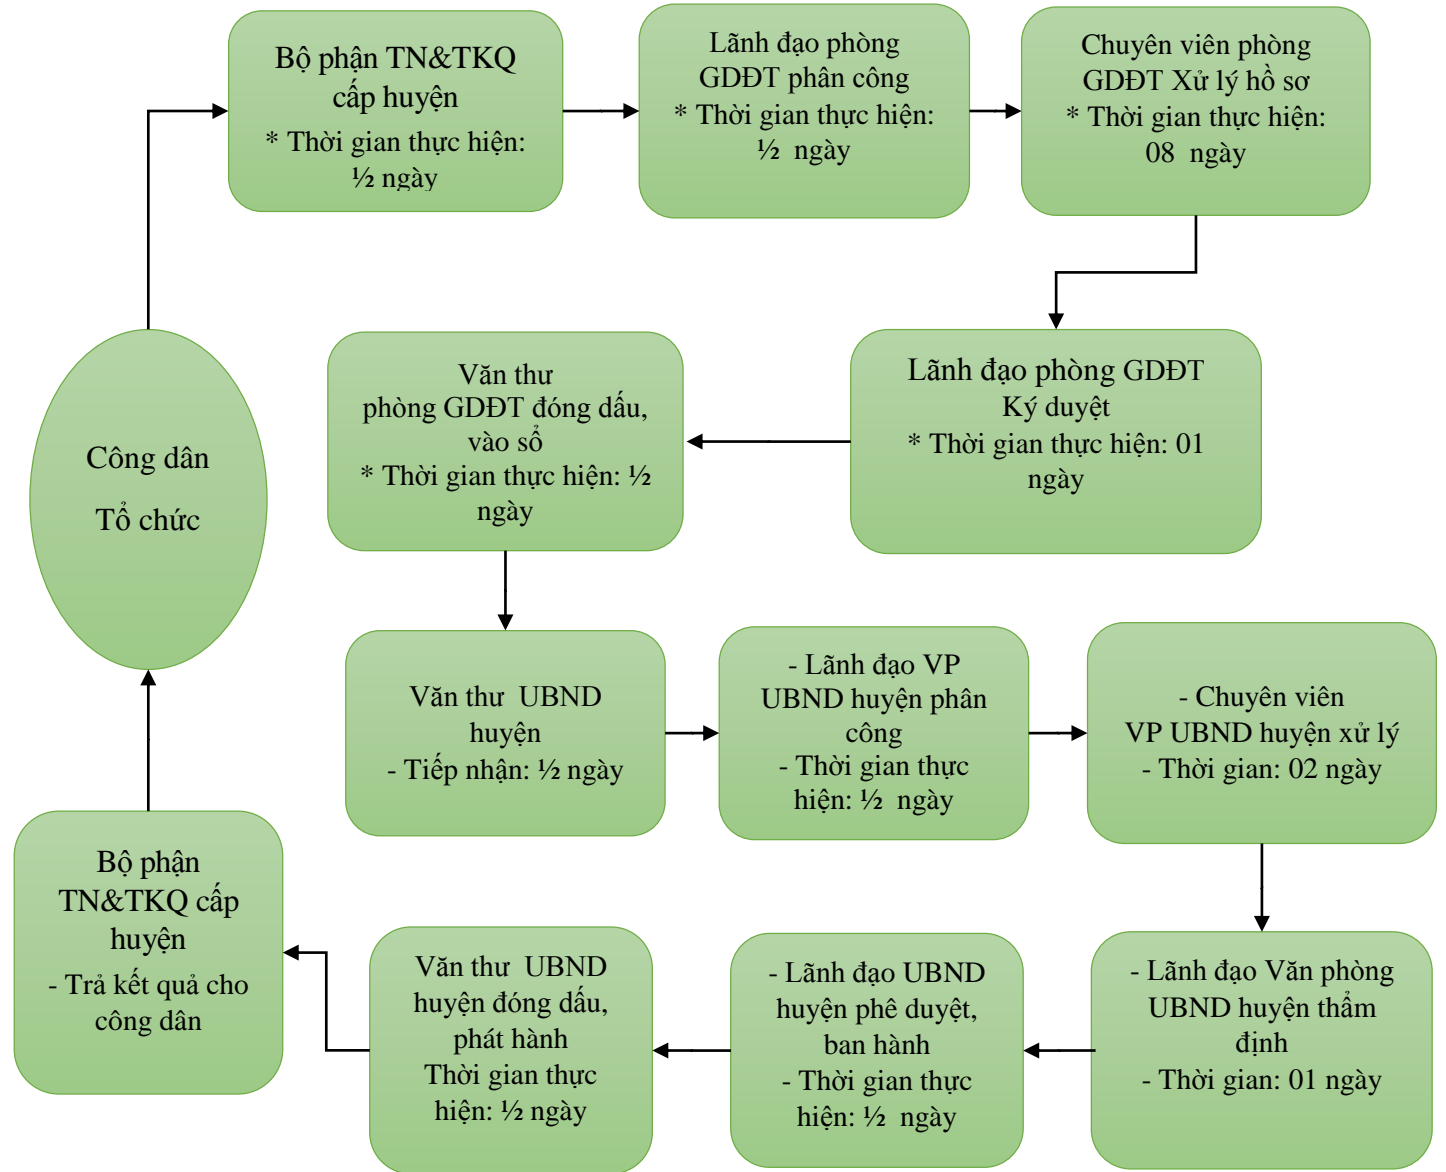 Bộ phận TN&TKQ
cấp huyện
* Thời gian thực hiện:
½ ngày
Lãnh đạo phòng
GDĐT phân công
* Thời gian thực hiện:
½ ngày
Chuyên viên phòng
GDĐT Xử lý hồ sơ
* Thời gian thực hiện:
08 ngày
Lãnh đạo phòng GDĐT
Ký duyệt
* Thời gian thực hiện: 01
ngày
Văn thư
phòng GDĐT đóng dấu,
vào sổ
* Thời gian thực hiện: ½
ngày
Công dân
Tổ chức
Văn thư UBND
huyện
- Tiếp nhận: ½ ngày
- Lãnh đạo VP
UBND huyện phân
công
- Thời gian thực
hiện: ½ ngày
- Chuyên viên
VP UBND huyện xử lý
- Thời gian: 02 ngày
- Lãnh đạo Văn phòng
UBND huyện thẩm
định
- Thời gian: 01 ngày
- Lãnh đạo UBND
huyện phê duyệt,
ban hành
- Thời gian thực
hiện: ½ ngày
Văn thư UBND
huyện đóng dấu,
phát hành
Thời gian thực
hiện: ½ ngày
Bộ phận
TN&TKQ cấp
huyện
- Trả kết quả cho
công dân